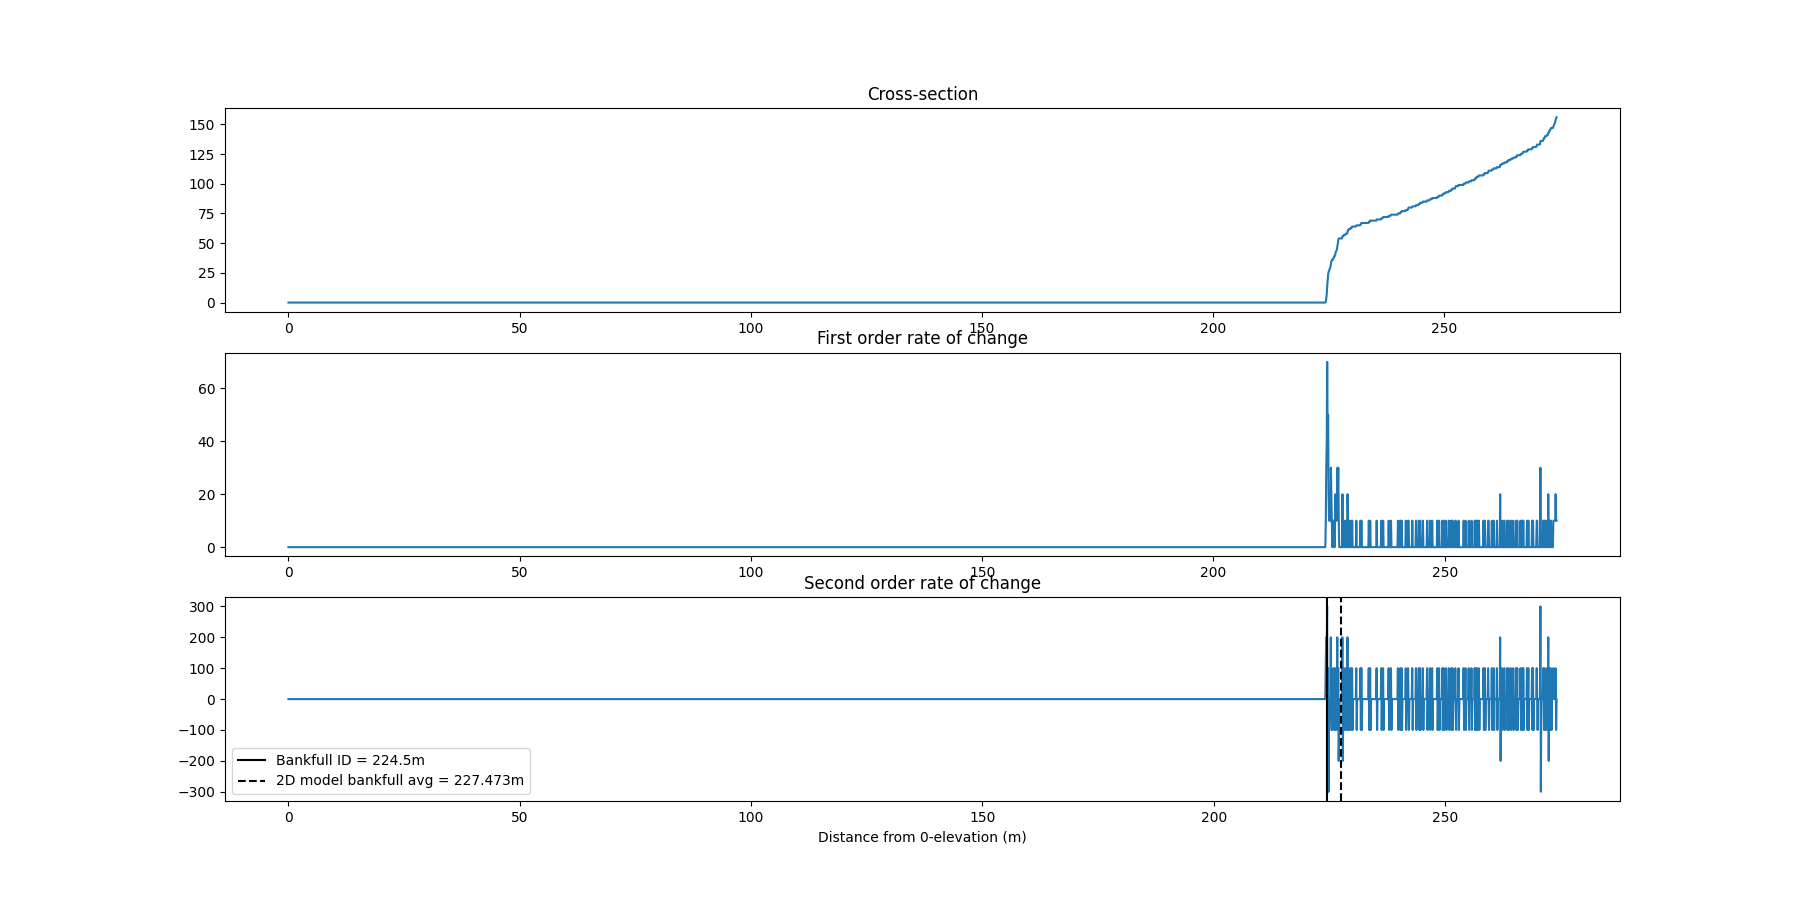 Cross-section
150
125
100
75
50
25
0
0 50 100 150 200 250
First order rate of change
60
40
20
0
0 50 100 150 200 250
Second order rate of change
300
200
100
0
−100
−200
−300
Bankfull ID = 224.5m
2D model bankfull avg = 227.473m
0 50 100 150 200 250
Distance from 0-elevation (m)